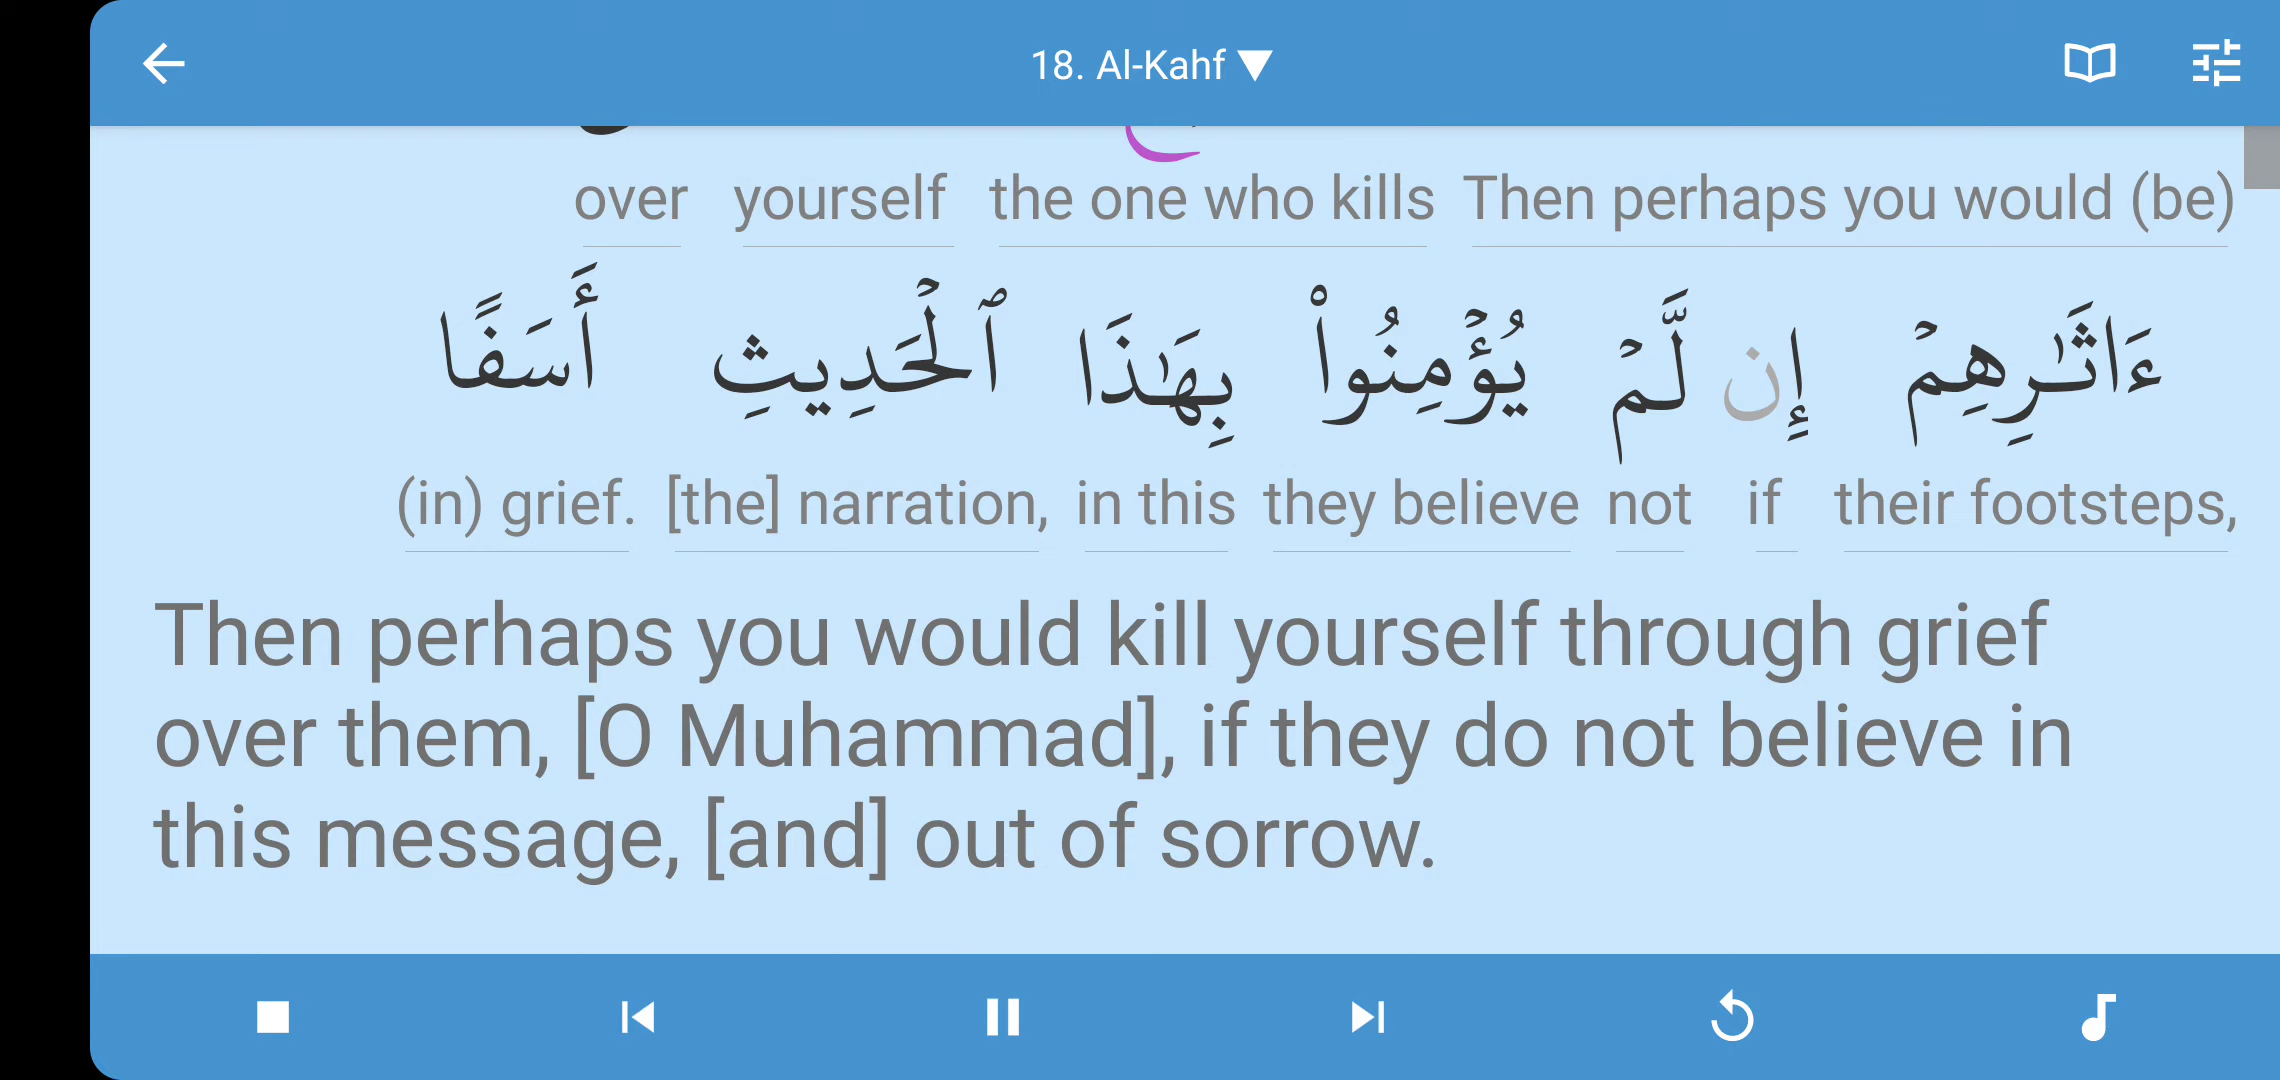 18. Al-Kahf
over yourself the one who kills Then perhaps you would (be)
ءَاثَـٰرِهِمۡ إِن لَّمۡ يُؤۡمِنُواْ بِهَـٰذَا ٱلۡحَدِيثِ أَسَفًا
(in) grief. [the] narration, in this they believe not if their footsteps,
Then perhaps you would kill yourself through grief
over them, [O Muhammad], if they do not believe in
this message, [and] out of sorrow.